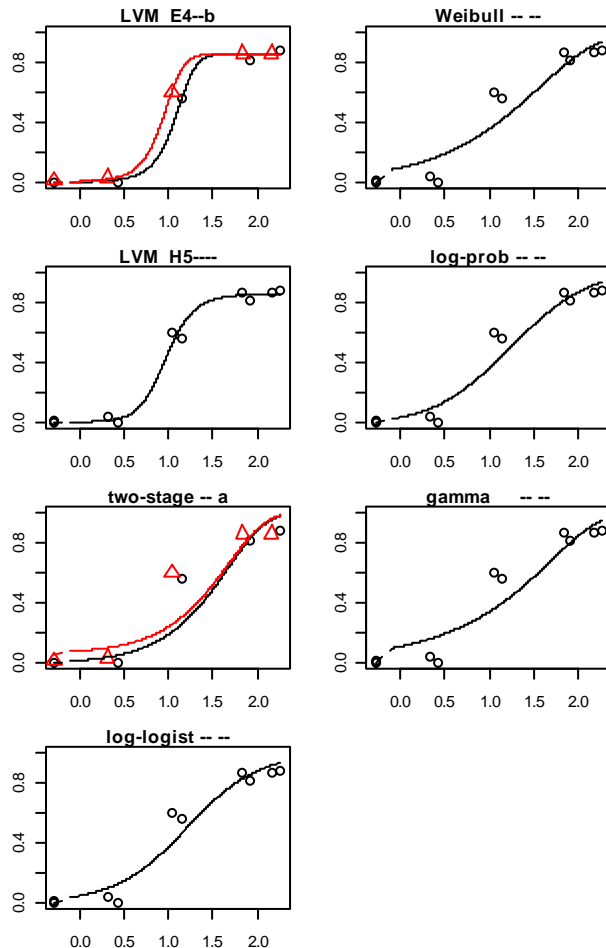 LVM E4--b
0.0 0.4 0.8
0.0 0.5 1.0 1.5 2.0
Weibull -- --
0.0 0.4 0.8
0.0 0.5 1.0 1.5 2.0
LVM H5----
0.0 0.4 0.8
0.0 0.5 1.0 1.5 2.0
log-prob -- --
0.0 0.4 0.8
0.0 0.5 1.0 1.5 2.0
two-stage -- a
0.0 0.4 0.8
0.0 0.5 1.0 1.5 2.0
gamma -- --
0.0 0.4 0.8
0.0 0.5 1.0 1.5 2.0
log-logist -- --
0.0 0.4 0.8
0.0 0.5 1.0 1.5 2.0